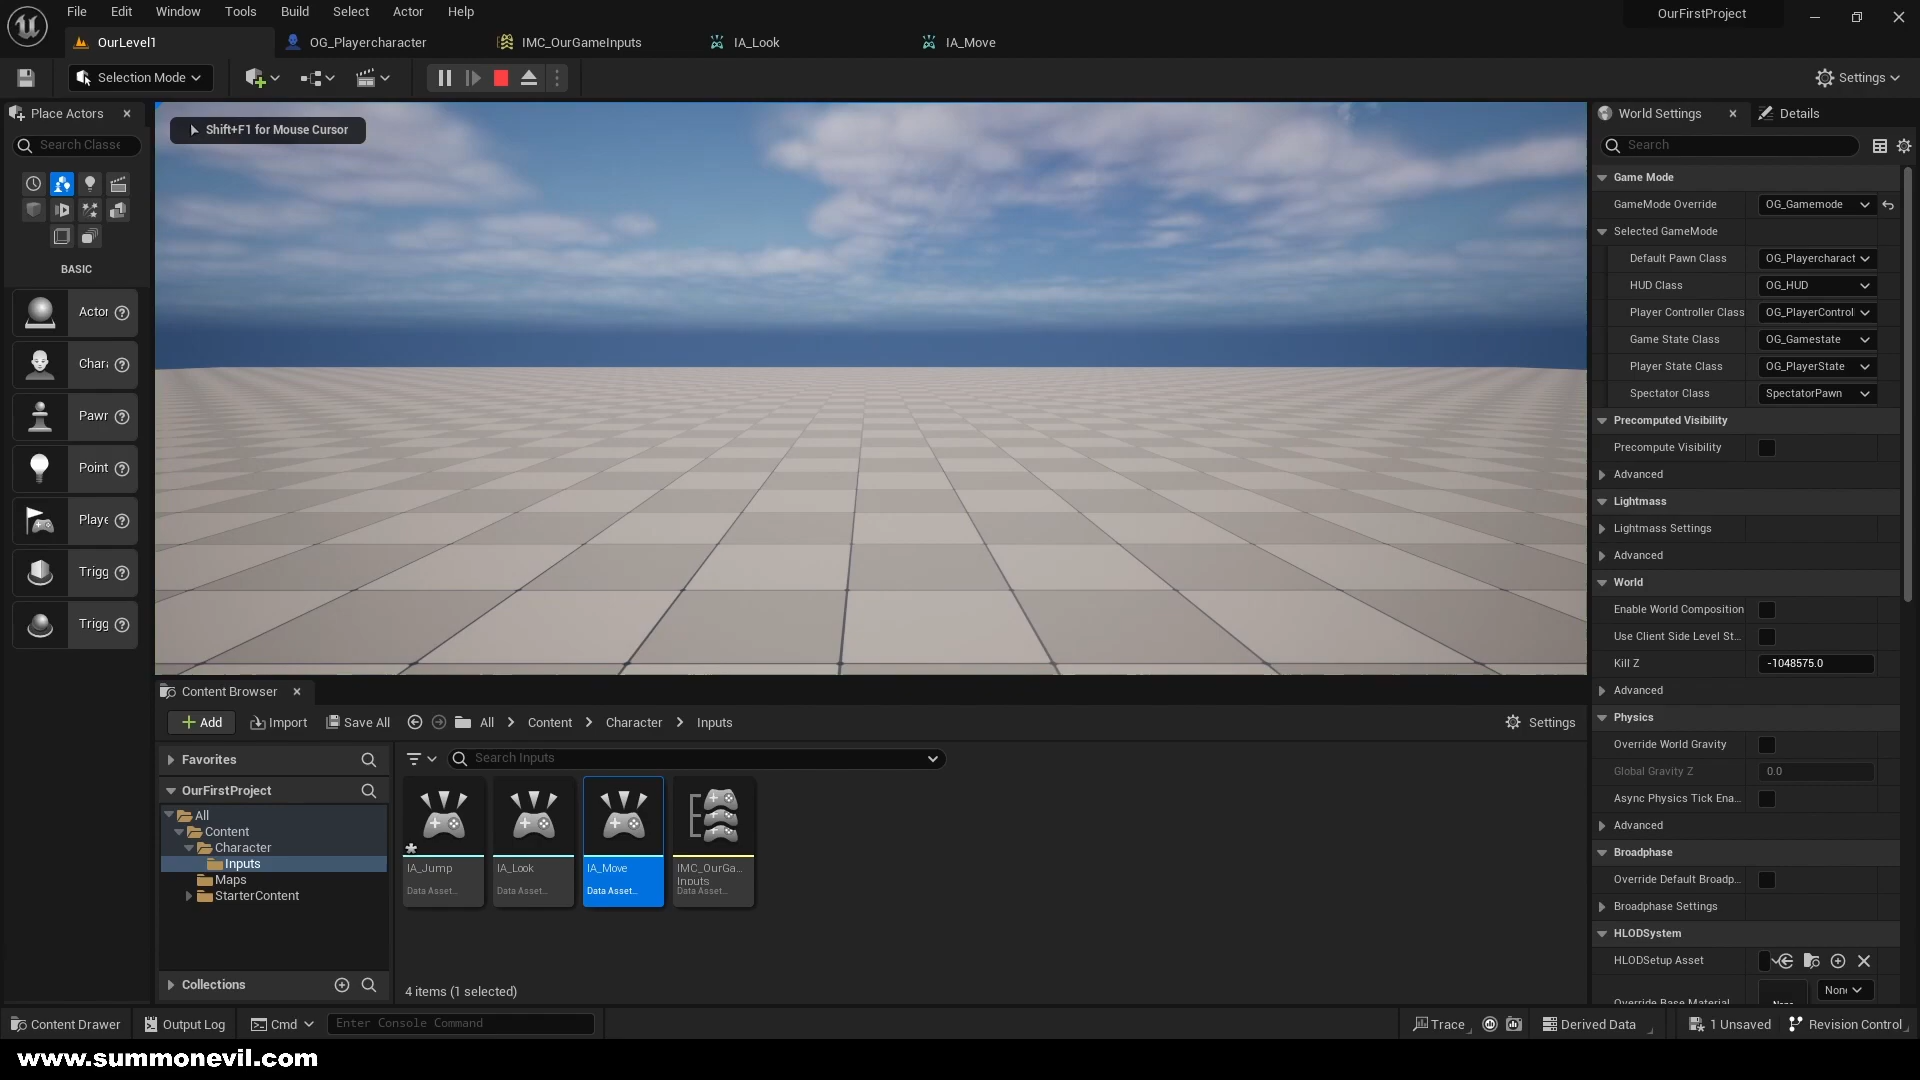 File Edit Window Tools Build Select Actor Help
OurFirstProject
OurLevel1
OG_Playercharacter
IMC_OurGameInputs
IA_Look
IA_Move
Selection Mode
Settings
Place Actors
Search Classe
BASIC
Actor
Chara
Pawn
Point
Playe
Trigg
Trigg
Shift+F1 for Mouse Cursor
World Settings
Details
Search
Game Mode
GameMode Override
OG_Gamemode
Selected GameMode
Default Pawn Class
OG_Playercharact
HUD Class
OG_HUD
Player Controller Class
OG_PlayerControl
Game State Class
OG_Gamestate
Player State Class
OG_PlayerState
Spectator Class
SpectatorPawn
Precomputed Visibility
Precompute Visibility
Advanced
Lightmass
Lightmass Settings
Advanced
World
Enable World Composition
Use Client Side Level St...
Kill Z
-1048575.0
Advanced
Physics
Override World Gravity
Global Gravity Z
0.0
Async Physics Tick Ena...
Advanced
Broadphase
Override Default Broadp...
Broadphase Settings
HLODSystem
HLODSetup Asset
Override Base Material
None
None
Content Browser
Add
Import
Save All
All
Content
Character
Inputs
Settings
Favorites
OurFirstProject
All
Content
Character
Inputs
Maps
StarterContent
Collections
Search Inputs
IA_Jump
Data Asset...
IA_Look
Data Asset...
IA_Move
Data Asset...
IMC_OurGa...
Inputs
Data Asset...
4 items (1 selected)
Content Drawer
Output Log
Cmd
Enter Console Command
Trace
Derived Data
1 Unsaved
Revision Control
www.summonevil.com